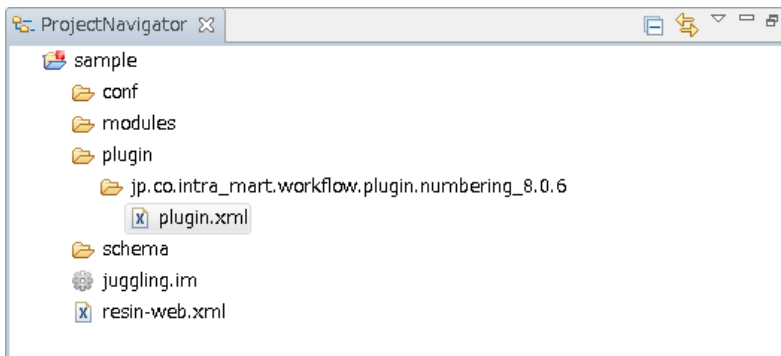 ProjectNavigator
sample
conf
modules
plugin
jp.co.intra_mart.workflow.plugin.numbering_8.0.6
plugin.xml
schema
juggling.im
resin-web.xml